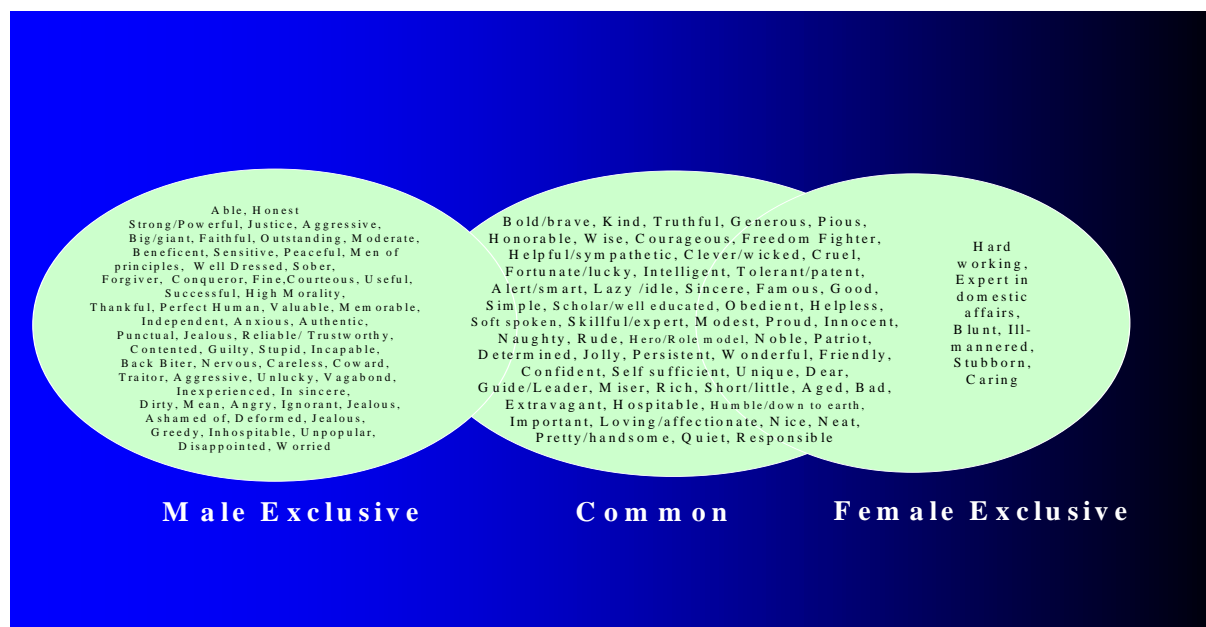 Able, Honest
Strong/Powerful, Justice, Aggressive,
Big/giant, Faithful, Outstanding, Moderate,
Beneficent, Sensitive, Peaceful, Men of
principles, Well Dressed, Sober,
Forgiver, Conqueror, Fine,Courteous, Useful,
Successful, High Morality,
Thankful, Perfect Human, Valuable, Memorable,
Independent, Anxious, Authentic,
Punctual, Jealous, Reliable/ Trustworthy,
Contented, Guilty, Stupid, Incapable,
Back Biter, Nervous, Careless, Coward,
Traitor, Aggressive, Unlucky, Vagabond,
Inexperienced, In sincere,
Dirty, Mean, Angry, Ignorant, Jealous,
Ashamed of, Deformed, Jealous,
Greedy, Inhospitable, Unpopular,
Disappointed, Worried
Male Exclusive
Bold/brave, Kind, Truthful, Generous, Pious,
Honorable, Wise, Courageous, Freedom Fighter,
Helpful/sympathetic, Clever/wicked, Cruel,
Fortunate/lucky, Intelligent, Tolerant/patent,
Alert/smart, Lazy /idle, Sincere, Famous, Good,
Simple, Scholar/well educated, Obedient, Helpless,
Soft spoken, Skillful/expert, Modest, Proud, Innocent,
Naughty, Rude, Hero/Role model, Noble, Patriot,
Determined, Jolly, Persistent, Wonderful, Friendly,
Confident, Self sufficient, Unique, Dear,
Guide/Leader, Miser, Rich, Short/little, Aged, Bad,
Extravagant, Hospitable, Humble/down to earth,
Important, Loving/affectionate, Nice, Neat,
Pretty/handsome, Quiet, Responsible
Common
Hard
working,
Expert in
domestic
affairs,
Blunt, Ill-
mannered,
Stubborn,
Caring
Female Exclusive